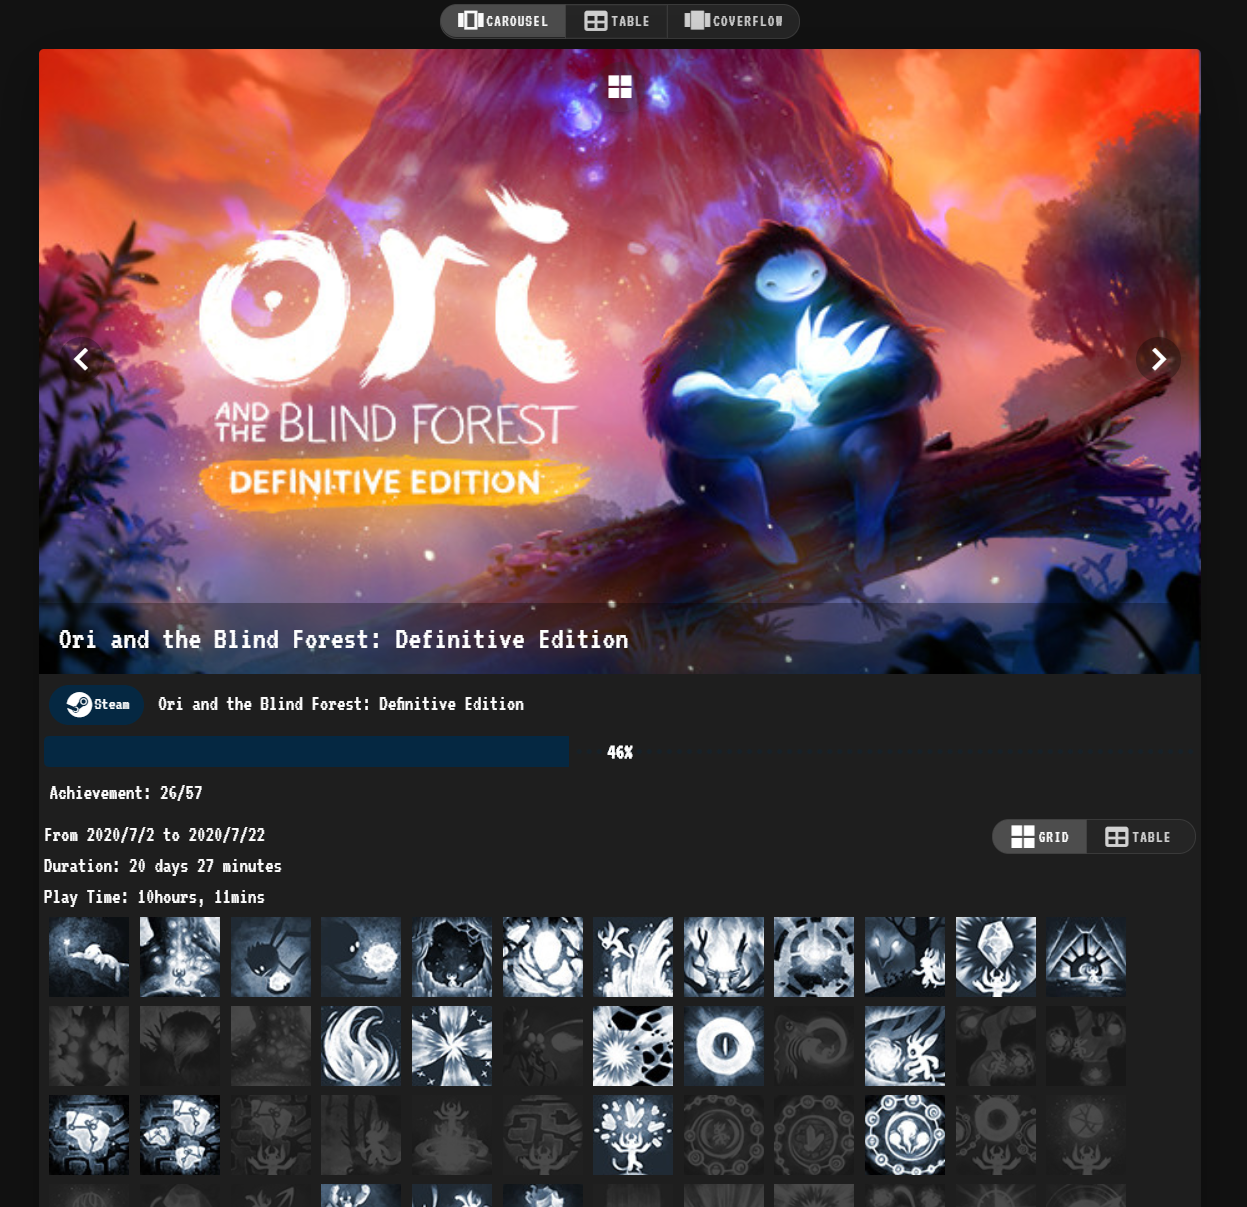 CAROUSEL TABLE COVERFLOW
ori
AND THE BLIND FOREST
DEFINITIVE EDITION
Ori and the Blind Forest: Definitive Edition
Steam Ori and the Blind Forest: Definitive Edition
46%
Achievement: 26/57
From 2020/7/2 to 2020/7/22
GRID TABLE
Duration: 20 days 27 minutes
Play Time: 10hours, 11mins